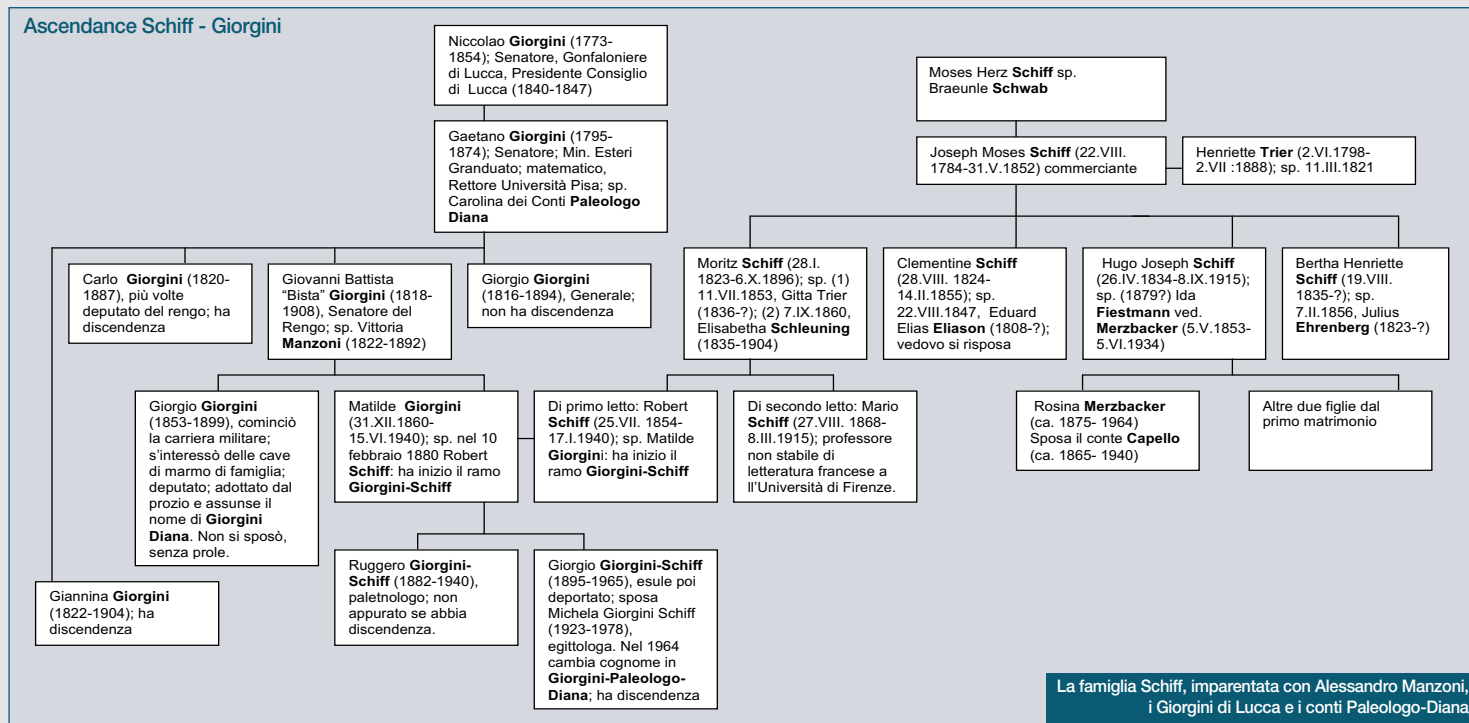 Ascendance Schiff - Giorgini
Niccolao Giorgini (1773-
1854); Senatore, Gonfaloniere
di Lucca, Presidente Consiglio
di  Lucca (1840-1847)
Moses Herz Schiff sp.
Braeunle Schwab
Gaetano Giorgini (1795-
1874); Senatore; Min. Esteri
Granduato; matematico,
Rettore Università Pisa; sp.
Carolina dei Conti Paleologo
Diana
Joseph Moses Schiff (22.VIII.
1784-31.V.1852) commerciante
Henriette Trier (2.VI.1798-
2.VII :1888); sp. 11.III.1821
Carlo  Giorgini (1820-
1887), più volte
deputato del rengo; ha
discendenza
Giovanni Battista
“Bista” Giorgini (1818-
1908), Senatore del
Rengo; sp. Vittoria
Manzoni (1822-1892)
Giorgio Giorgini
(1816-1894), Generale;
non ha discendenza
Moritz Schiff (28.I.
1823-6.X.1896); sp. (1)
11.VII.1853, Gitta Trier
(1836-?); (2) 7.IX.1860,
Elisabetha Schleuning
(1835-1904)
Clementine Schiff
(28.VIII. 1824-
14.II.1855); sp.
22.VIII.1847,  Eduard
Elias Eliason (1808-?);
vedovo si risposa
Hugo Joseph Schiff
(26.IV.1834-8.IX.1915);
sp. (1879?) Ida
Fiestmann ved.
Merzbacker (5.V.1853-
5.VI.1934)
Bertha Henriette
Schiff (19.VIII.
1835-?); sp.
7.II.1856, Julius
Ehrenberg (1823-?)
Giorgio Giorgini
(1853-1899), cominciò
la carriera militare;
s’interessò delle cave
di marmo di famiglia;
deputato; adottato dal
prozio e assunse il
nome di Giorgini
Diana. Non si sposò,
senza prole.
Matilde  Giorgini
(31.XII.1860-
15.VI.1940); sp. nel 10
febbraio 1880 Robert
Schiff: ha inizio il ramo
Giorgini-Schiff
Di primo letto: Robert
Schiff (25.VII. 1854-
17.I.1940); sp. Matilde
Giorgini: ha inizio il
ramo Giorgini-Schiff
Di secondo letto: Mario
Schiff (27.VIII. 1868-
8.III.1915); professore
non stabile di
letteratura francese a
ll’Università di Firenze.
Rosina Merzbacker
(ca. 1875- 1964)
Sposa il conte Capello
(ca. 1865- 1940)
Altre due figlie dal
primo matrimonio
Giannina Giorgini
(1822-1904); ha
discendenza
Ruggero Giorgini-
Schiff (1882-1940),
paletnologo; non
appurato se abbia
discendenza.
Giorgio Giorgini-Schiff
(1895-1965), esule poi
deportato; sposa
Michela Giorgini Schiff
(1923-1978),
egittologa. Nel 1964
cambia cognome in
Giorgini-Paleologo-
Diana; ha discendenza
La famiglia Schiff, imparentata con Alessandro Manzoni,
i Giorgini di Lucca e i conti Paleologo-Diana